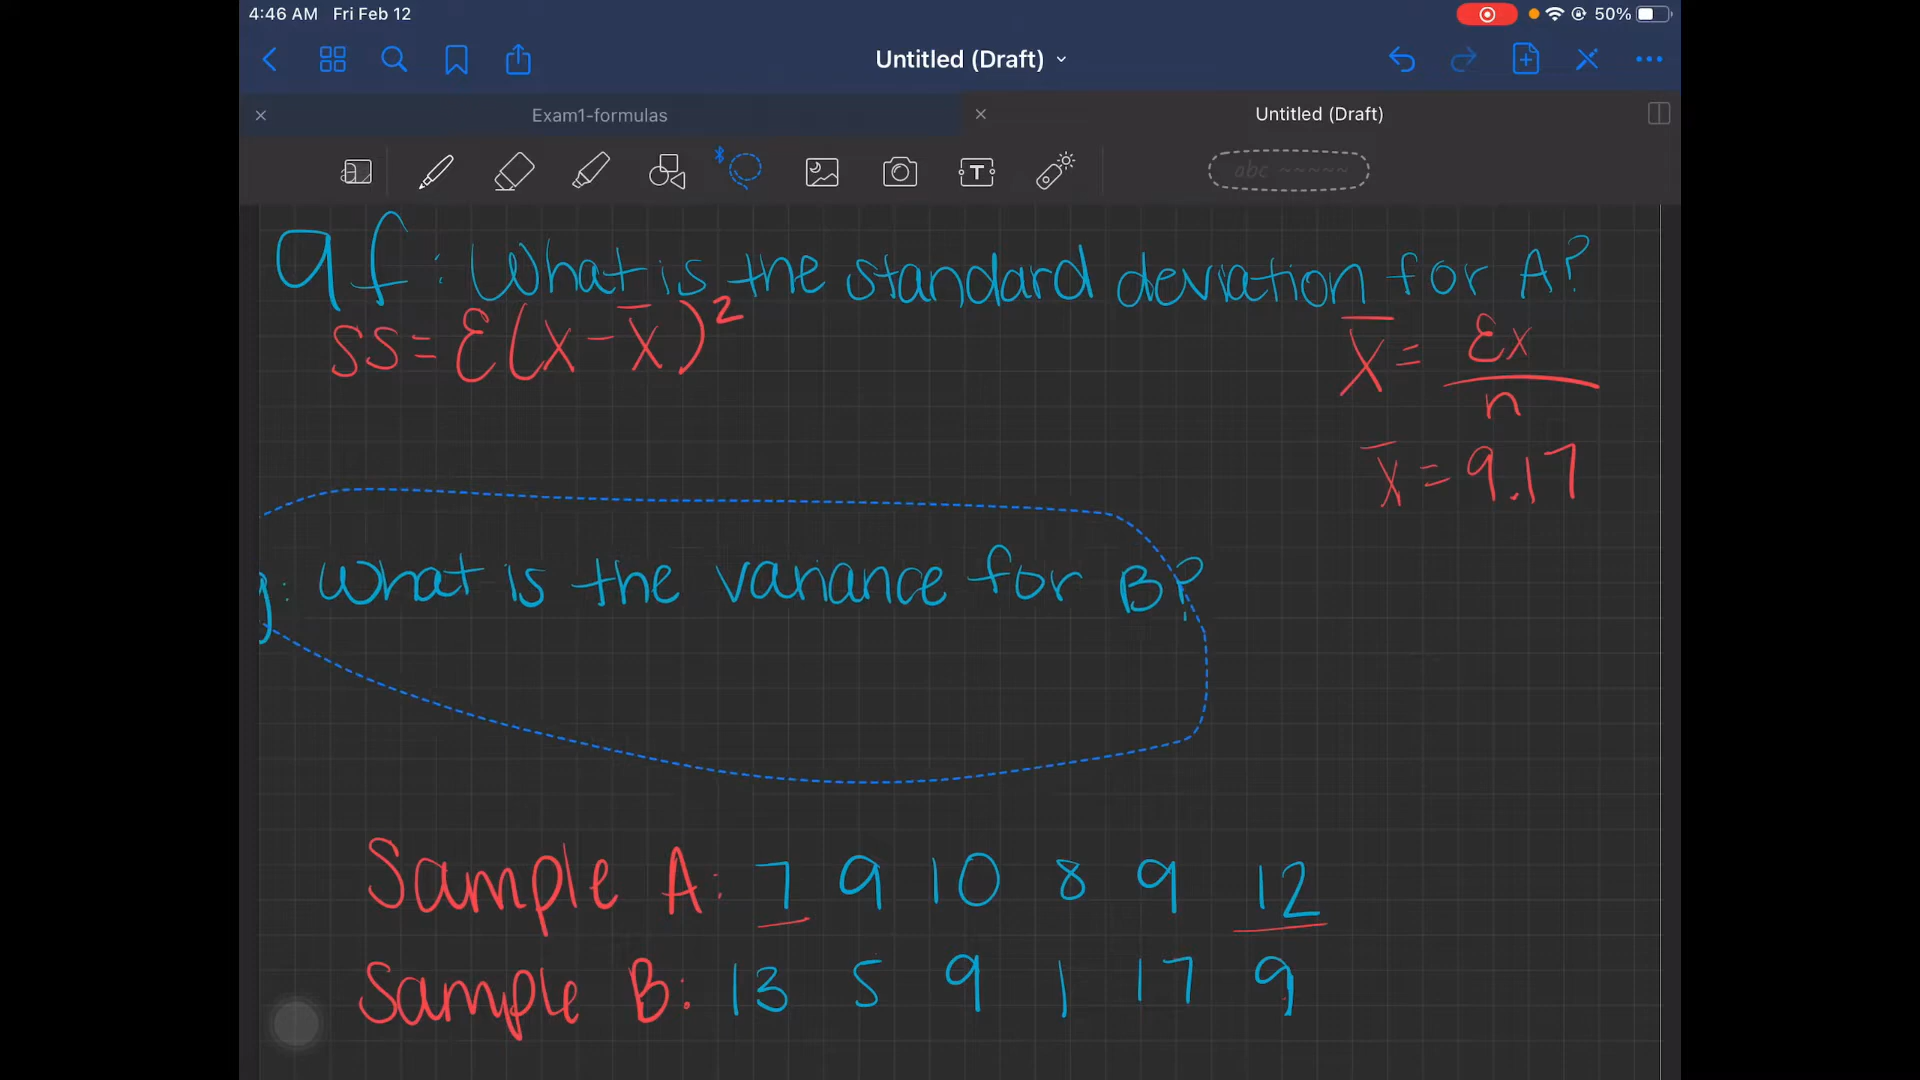 4:46 AM Fri Feb 12
50%
Untitled (Draft)
Exam1-formulas
Untitled (Draft)
T
abc
9f: What is the standard deviation for A?
SS = Σ(X - X̄)²
X̄ = Σx / n
X̄ = 9.17
g: what is the variance for B?
Sample A: 7 9 10 8 9 12
Sample B: 13 5 9 1 17 9